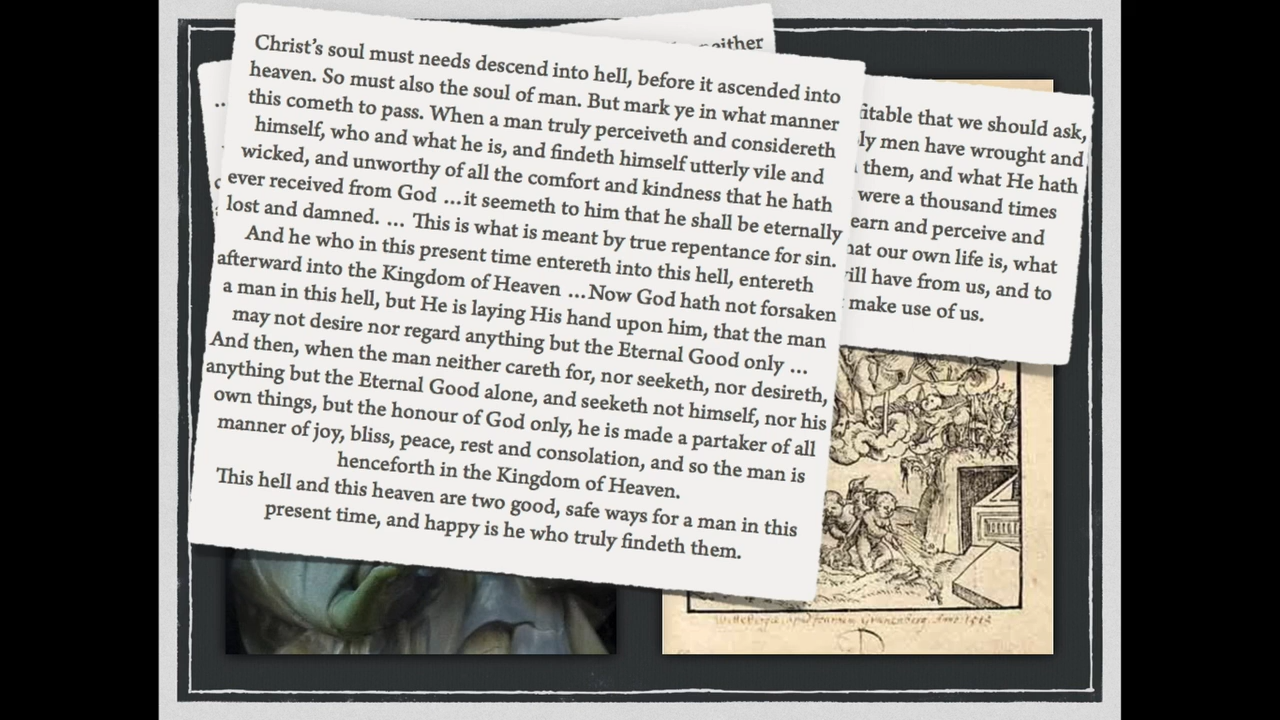 neither
Christ's soul must needs descend into hell, before it ascended into
heaven. So must also the soul of man. But mark ye in what manner
this cometh to pass. When a man truly perceiveth and considereth
himself, who and what he is, and findeth himself utterly vile and
wicked, and unworthy of all the comfort and kindness that he hath
ever received from God ...it seemeth to him that he shall be eternally
lost and damned. ... This is what is meant by true repentance for sin.
And he who in this present time entereth into this hell, entereth
afterward into the Kingdom of Heaven ...Now God hath not forsaken
a man in this hell, but He is laying His hand upon him, that the man
may not desire nor regard anything but the Eternal Good only ...
And then, when the man neither careth for, nor seeketh, nor desireth,
anything but the Eternal Good alone, and seeketh not himself, nor his
own things, but the honour of God only, he is made a partaker of all
manner of joy, bliss, peace, rest and consolation, and so the man is
henceforth in the Kingdom of Heaven.
This hell and this heaven are two good, safe ways for a man in this
present time, and happy is he who truly findeth them.
itable that we should ask,
ly men have wrought and
them, and what He hath
were a thousand times
earn and perceive and
hat our own life is, what
ill have from us, and to
make use of us.